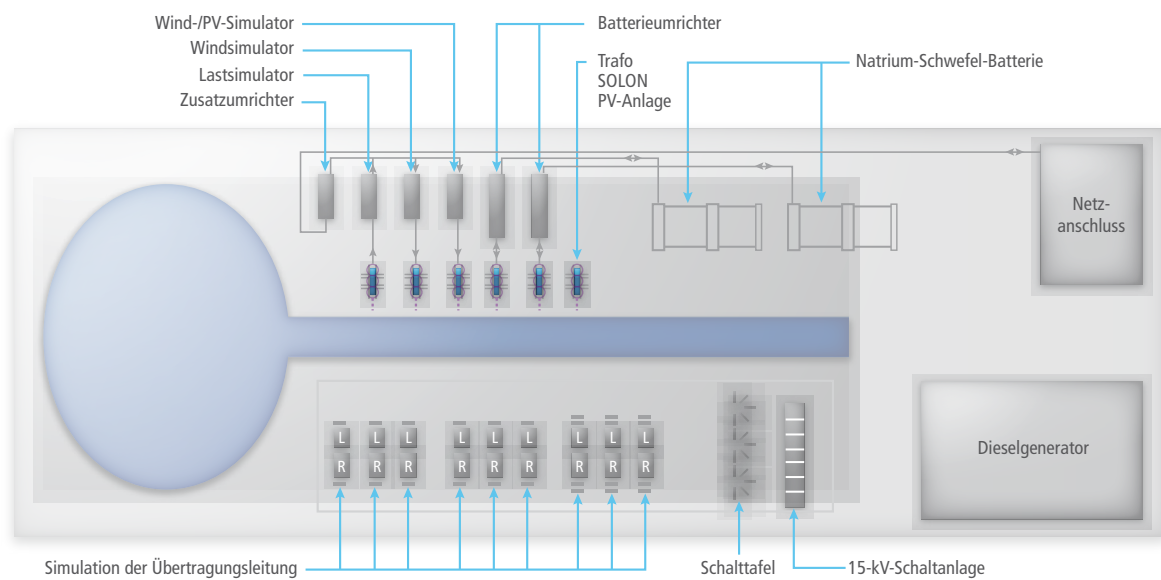 Wind-/PV-Simulator
Windsimulator
Lastsimulator
Zusatzumrichter
Batterieumrichter
Trafo
SOLON
PV-Anlage
Natrium-Schwefel-Batterie
Netz-
anschluss
L L L L L L L L L
R R R R R R R R R
Dieselgenerator
Simulation der Übertragungsleitung
Schalttafel
15-kV-Schaltanlage